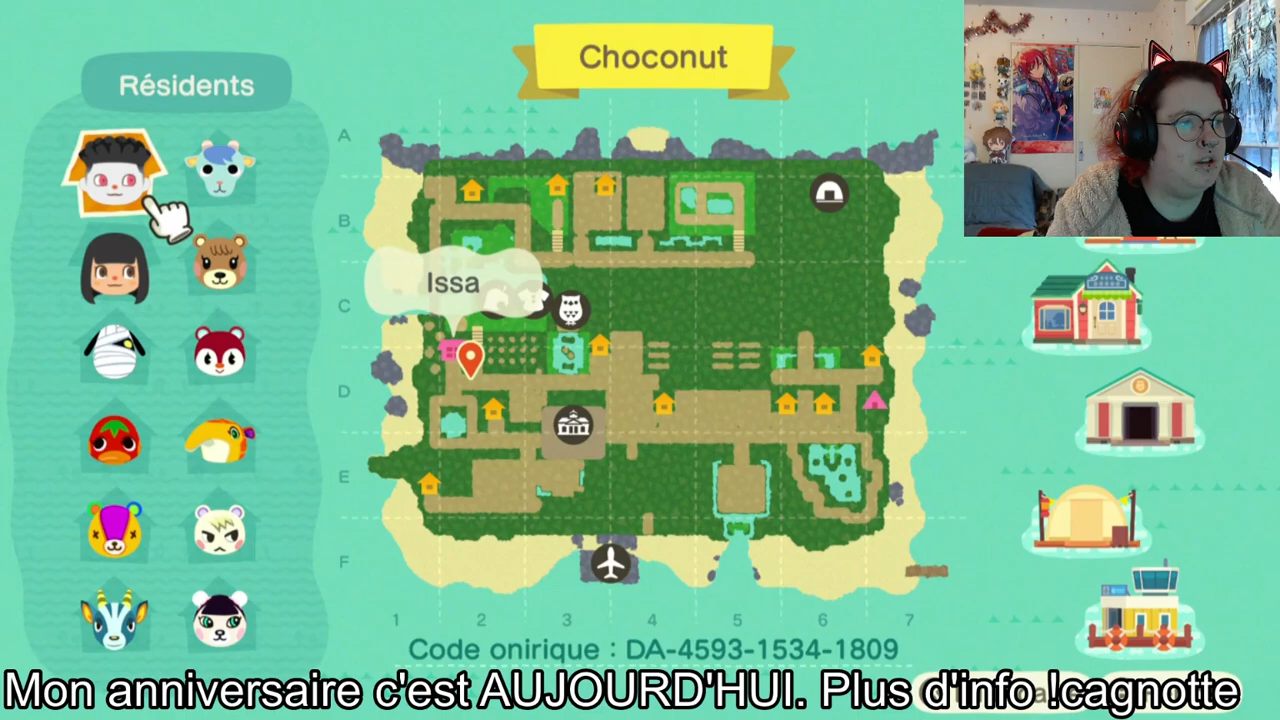 Choconut
Résidents
A
B
C
D
E
F
Issa
1 2 3 4 5 6 7
Code onirique : DA-4593-1534-1809
Mon anniversaire c'est AUJOURD'HUI. Plus d'info !cagnotte